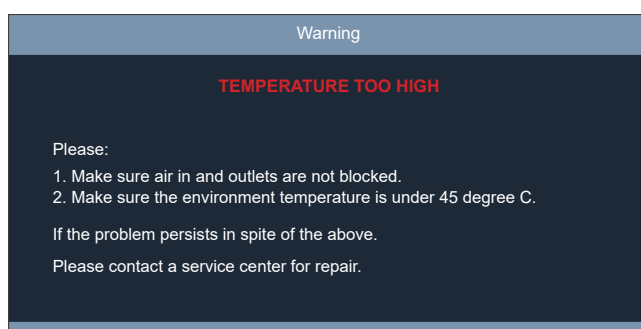 Warning
TEMPERATURE TOO HIGH
Please:
1. Make sure air in and outlets are not blocked.
2. Make sure the environment temperature is under 45 degree C.
If the problem persists in spite of the above.
Please contact a service center for repair.